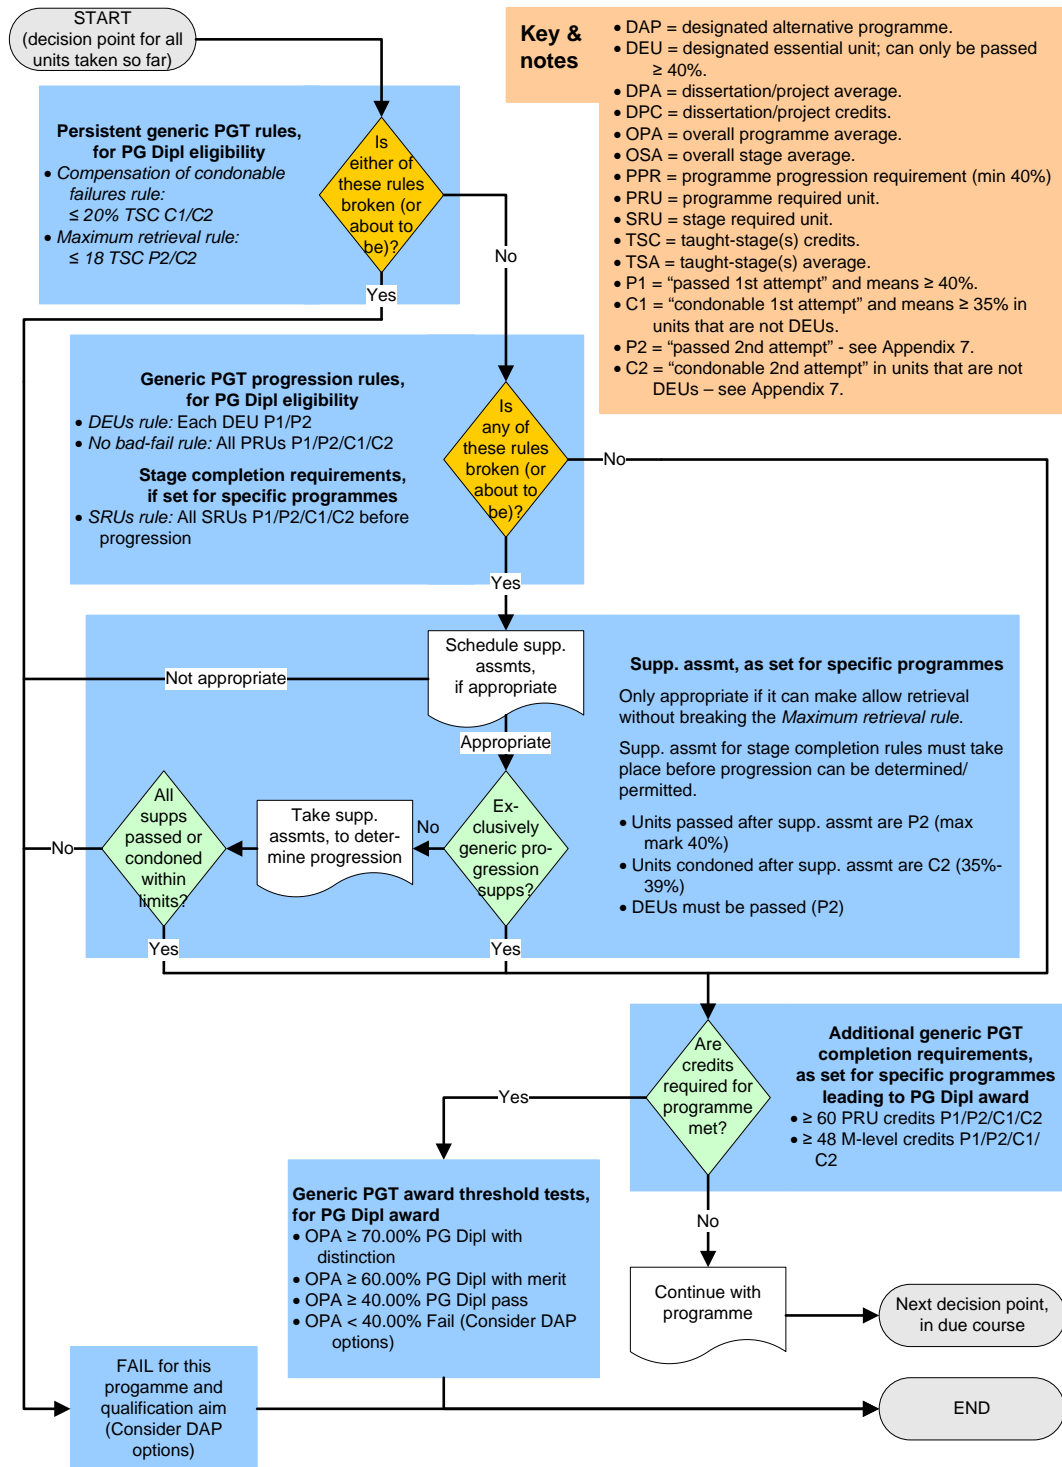 START
(decision point for all
units taken so far)
Key &
notes
• DAP = designated alternative programme.
• DEU = designated essential unit; can only be passed
≥ 40%.
• DPA = dissertation/project average.
• DPC = dissertation/project credits.
• OPA = overall programme average.
• OSA = overall stage average.
• PPR = programme progression requirement (min 40%)
• PRU = programme required unit.
• SRU = stage required unit.
• TSC = taught-stage(s) credits.
• TSA = taught-stage(s) average.
• P1 = “passed 1st attempt” and means ≥ 40%.
• C1 = “condonable 1st attempt” and means ≥ 35% in
units that are not DEUs.
• P2 = “passed 2nd attempt” - see Appendix 7.
• C2 = “condonable 2nd attempt” in units that are not
DEUs – see Appendix 7.
Persistent generic PGT rules,
for PG Dipl eligibility
• Compensation of condonable
failures rule:
≤ 20% TSC C1/C2
• Maximum retrieval rule:
≤ 18 TSC P2/C2
Is
either of
these rules
broken (or
about to
be)?
No
Yes
Generic PGT progression rules,
for PG Dipl eligibility
• DEUs rule: Each DEU P1/P2
• No bad-fail rule: All PRUs P1/P2/C1/C2
Stage completion requirements,
if set for specific programmes
• SRUs rule: All SRUs P1/P2/C1/C2 before
progression
Is
any of
these rules
broken (or
about to
be)?
No
Yes
Schedule supp.
assmts,
if appropriate
Not appropriate
Appropriate
Supp. assmt, as set for specific programmes
Only appropriate if it can make allow retrieval
without breaking the Maximum retrieval rule.
Supp. assmt for stage completion rules must take
place before progression can be determined/
permitted.
• Units passed after supp. assmt are P2 (max
mark 40%)
• Units condoned after supp. assmt are C2 (35%-
39%)
• DEUs must be passed (P2)
Ex-
clusively
generic pro-
gression
supps?
No
Take supp.
assmts, to deter-
mine progression
All
supps
passed or
condoned
within
limits?
No
Yes
Yes
Are
credits
required for
programme
met?
Additional generic PGT
completion requirements,
as set for specific programmes
leading to PG Dipl award
• ≥ 60 PRU credits P1/P2/C1/C2
• ≥ 48 M-level credits P1/P2/C1/
C2
Yes
No
Generic PGT award threshold tests,
for PG Dipl award
• OPA ≥ 70.00% PG Dipl with
distinction
• OPA ≥ 60.00% PG Dipl with merit
• OPA ≥ 40.00% PG Dipl pass
• OPA < 40.00% Fail (Consider DAP
options)
Continue with
programme
Next decision point,
in due course
FAIL for this
progamme and
qualification aim
(Consider DAP
options)
END